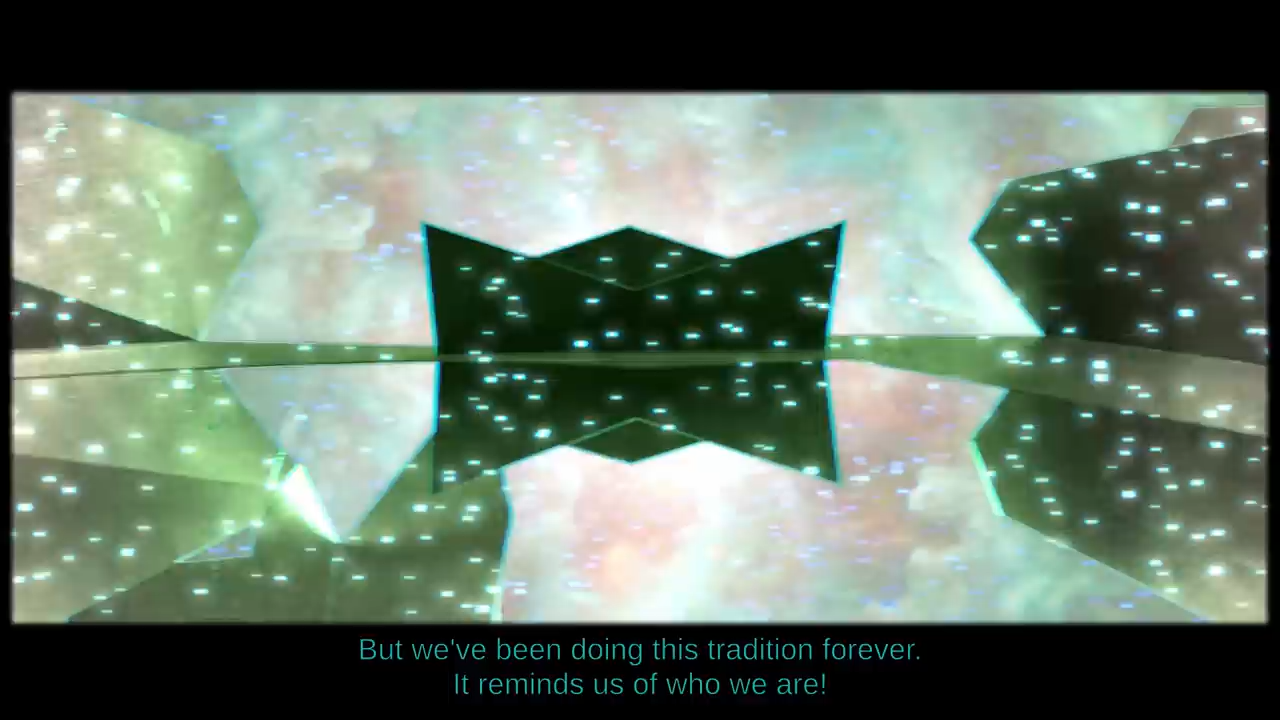 But we've been doing this tradition forever.
It reminds us of who we are!